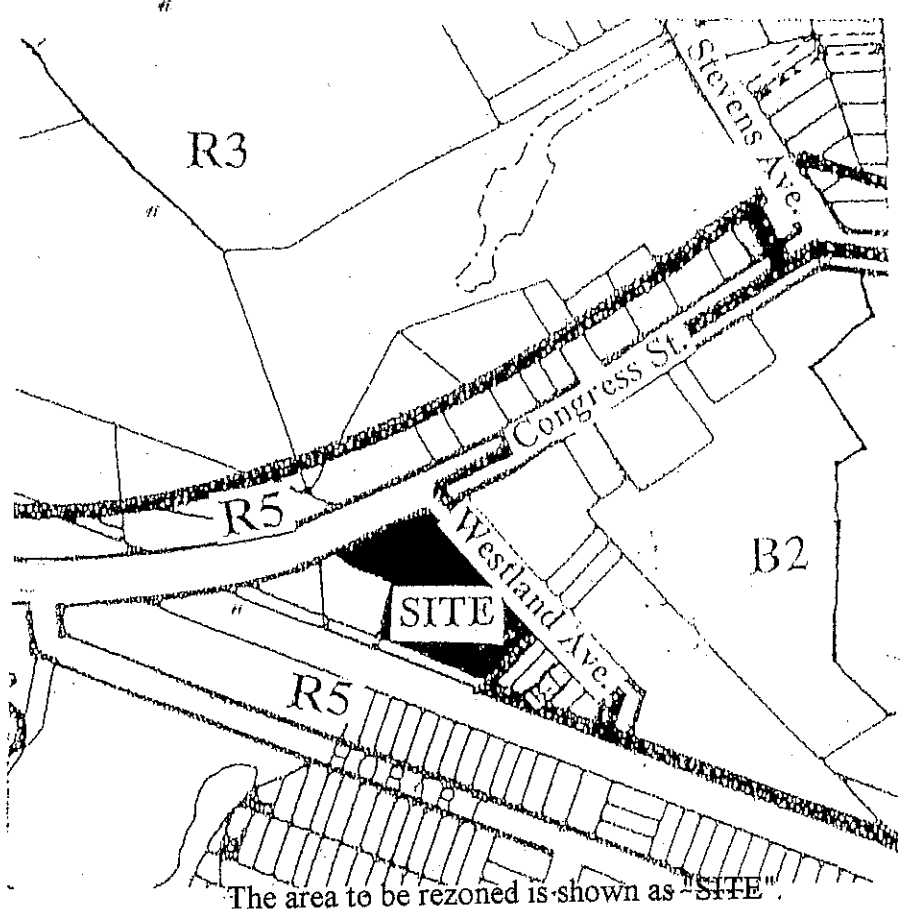 R3
Stevens Ave.
Congress St.
R5
Westland Ave.
B2
SITE
R5
The area to be rezoned is shown as "SITE".